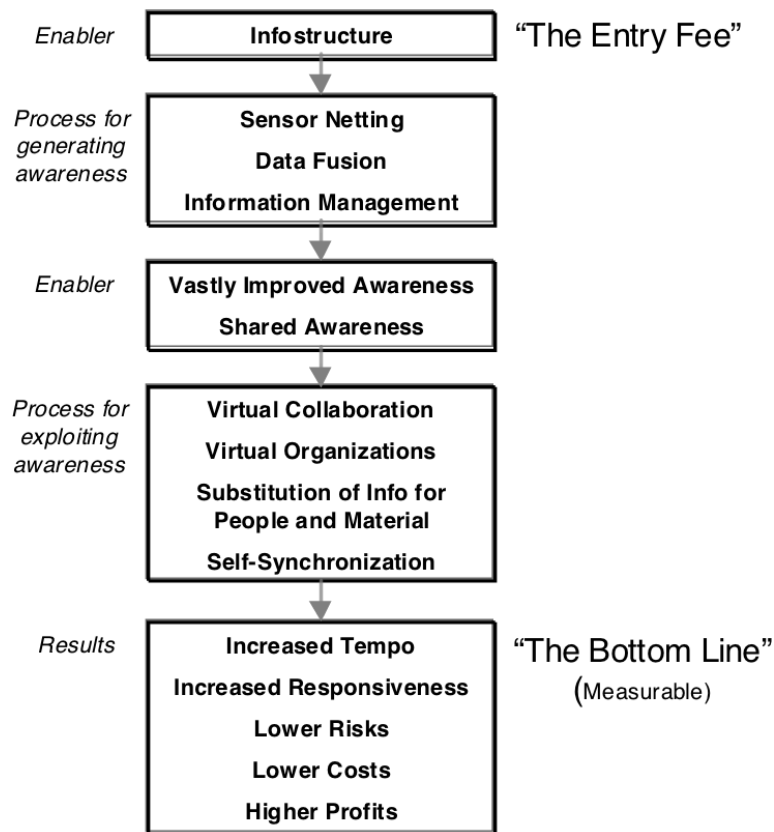 Enabler
Infostructure
“The Entry Fee”
Process for
generating
awareness
Sensor Netting
Data Fusion
Information Management
Enabler
Vastly Improved Awareness
Shared Awareness
Process for
exploiting
awareness
Virtual Collaboration
Virtual Organizations
Substitution of Info for
People and Material
Self-Synchronization
Results
Increased Tempo
Increased Responsiveness
Lower Risks
Lower Costs
Higher Profits
“The Bottom Line”
(Measurable)